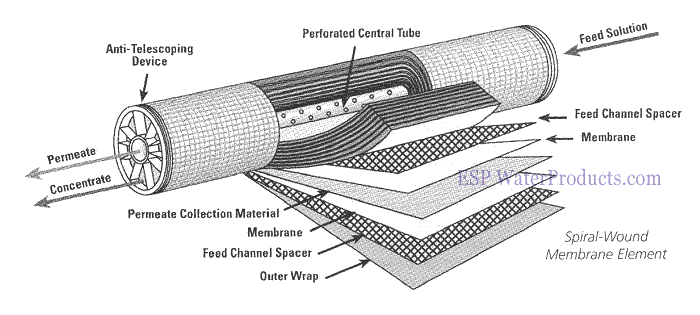 Perforated Central Tube
Feed Solution
Anti-Telescoping
Device
Feed Channel Spacer
Membrane
Permeate
Concentrate
ESP WaterProducts.com
Permeate Collection Material
Membrane
Feed Channel Spacer
Outer Wrap
Spiral-Wound
Membrane Element